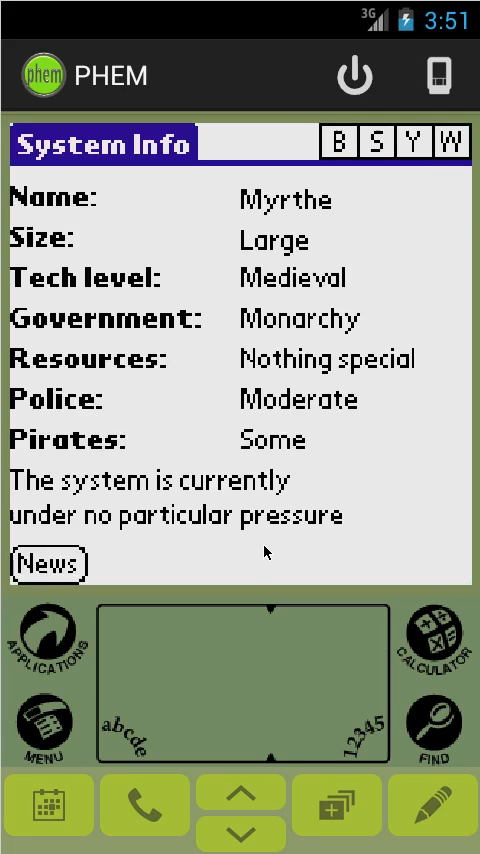 3G 3:51
phem PHEM
System Info B S Y W
Name: Myrthe
Size: Large
Tech level: Medieval
Government: Monarchy
Resources: Nothing special
Police: Moderate
Pirates: Some
The system is currently
under no particular pressure
News
APPLICATIONS
CALCULATOR
abcde
12345
MENU
FIND